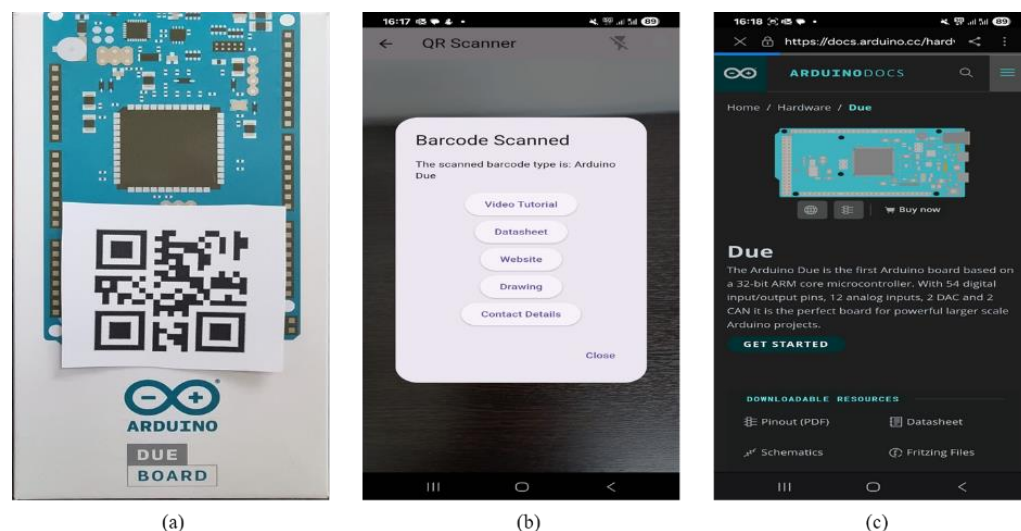 ARDUINO
DUE
BOARD
(a)
16:17
89
QR Scanner
Barcode Scanned
The scanned barcode type is: Arduino
Due
Video Tutorial
Datasheet
Website
Drawing
Contact Details
Close
(b)
16:18
89
https://docs.arduino.cc/hard
ARDUINODOCS
Home / Hardware / Due
Buy now
Due
The Arduino Due is the first Arduino board based on
a 32-bit ARM core microcontroller. With 54 digital
input/output pins, 12 analog inputs, 2 DAC and 2
CAN it is the perfect board for powerful larger scale
Arduino projects.
GET STARTED
DOWNLOADABLE RESOURCES
Pinout (PDF)
Datasheet
Schematics
Fritzing Files
(c)